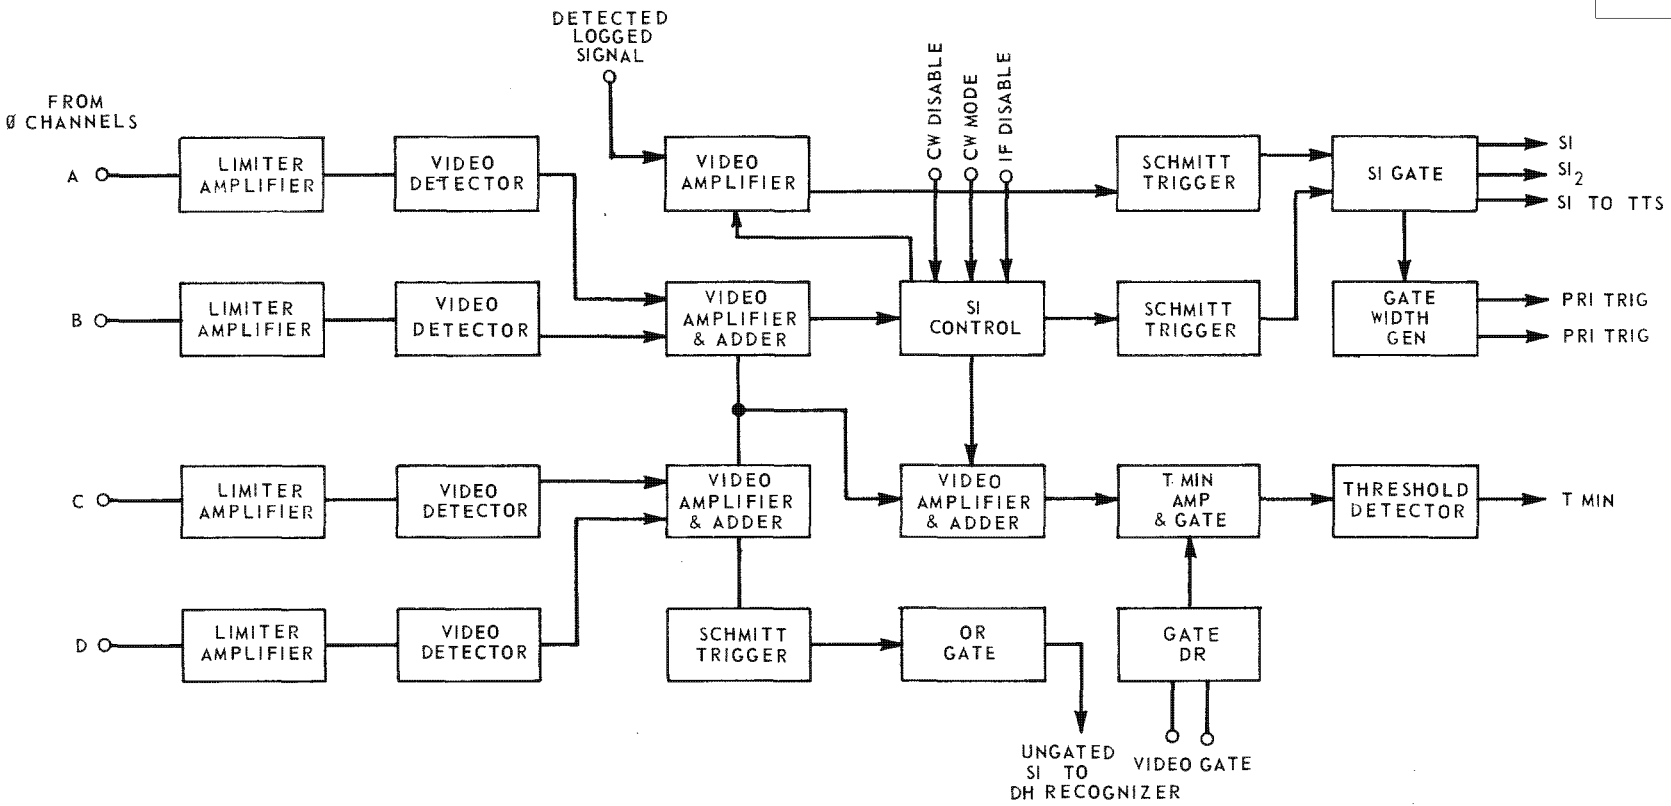 DETECTED
LOGGED
SIGNAL
FROM
Ø CHANNELS
CW DISABLE
CW MODE
IF DISABLE
A
LIMITER
AMPLIFIER
VIDEO
DETECTOR
VIDEO
AMPLIFIER
SCHMITT
TRIGGER
SI GATE
SI
SI2
SI TO TTS
B
LIMITER
AMPLIFIER
VIDEO
DETECTOR
VIDEO
AMPLIFIER
& ADDER
SI
CONTROL
SCHMITT
TRIGGER
GATE
WIDTH
GEN
PRI TRIG
PRI TRIG
C
LIMITER
AMPLIFIER
VIDEO
DETECTOR
VIDEO
AMPLIFIER
& ADDER
VIDEO
AMPLIFIER
& ADDER
T MIN
AMP
& GATE
THRESHOLD
DETECTOR
T MIN
D
LIMITER
AMPLIFIER
VIDEO
DETECTOR
SCHMITT
TRIGGER
OR
GATE
GATE
DR
UNGATED
SI TO
DH RECOGNIZER
VIDEO GATE